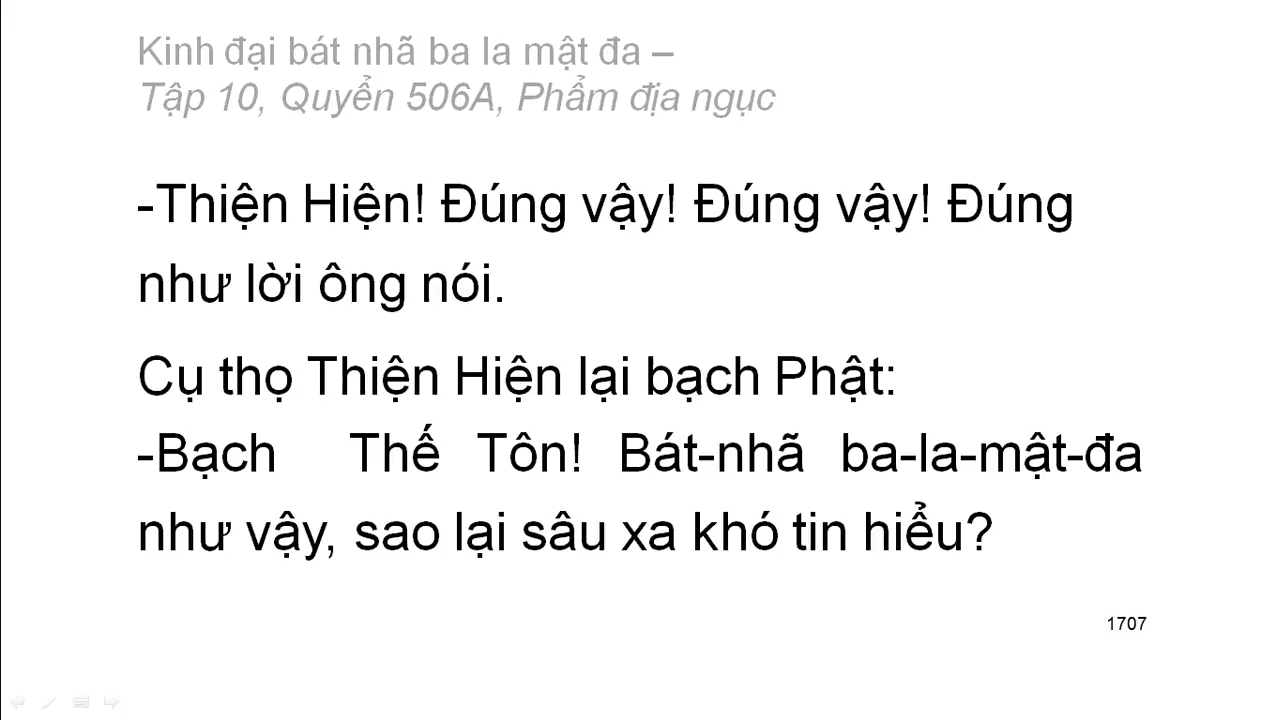 Kinh đại bát nhã ba la mật đa –
Tập 10, Quyển 506A, Phẩm địa ngục
-Thiện Hiện! Đúng vậy! Đúng vậy! Đúng
như lời ông nói.
Cụ thọ Thiện Hiện lại bạch Phật:
-Bạch Thế Tôn! Bát-nhã ba-la-mật-đa
như vậy, sao lại sâu xa khó tin hiểu?
1707